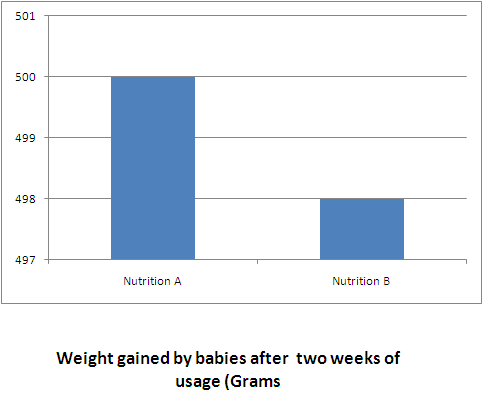 501
500
499
498
497
Nutrition A
Nutrition B
Weight gained by babies after  two weeks of
usage (Grams